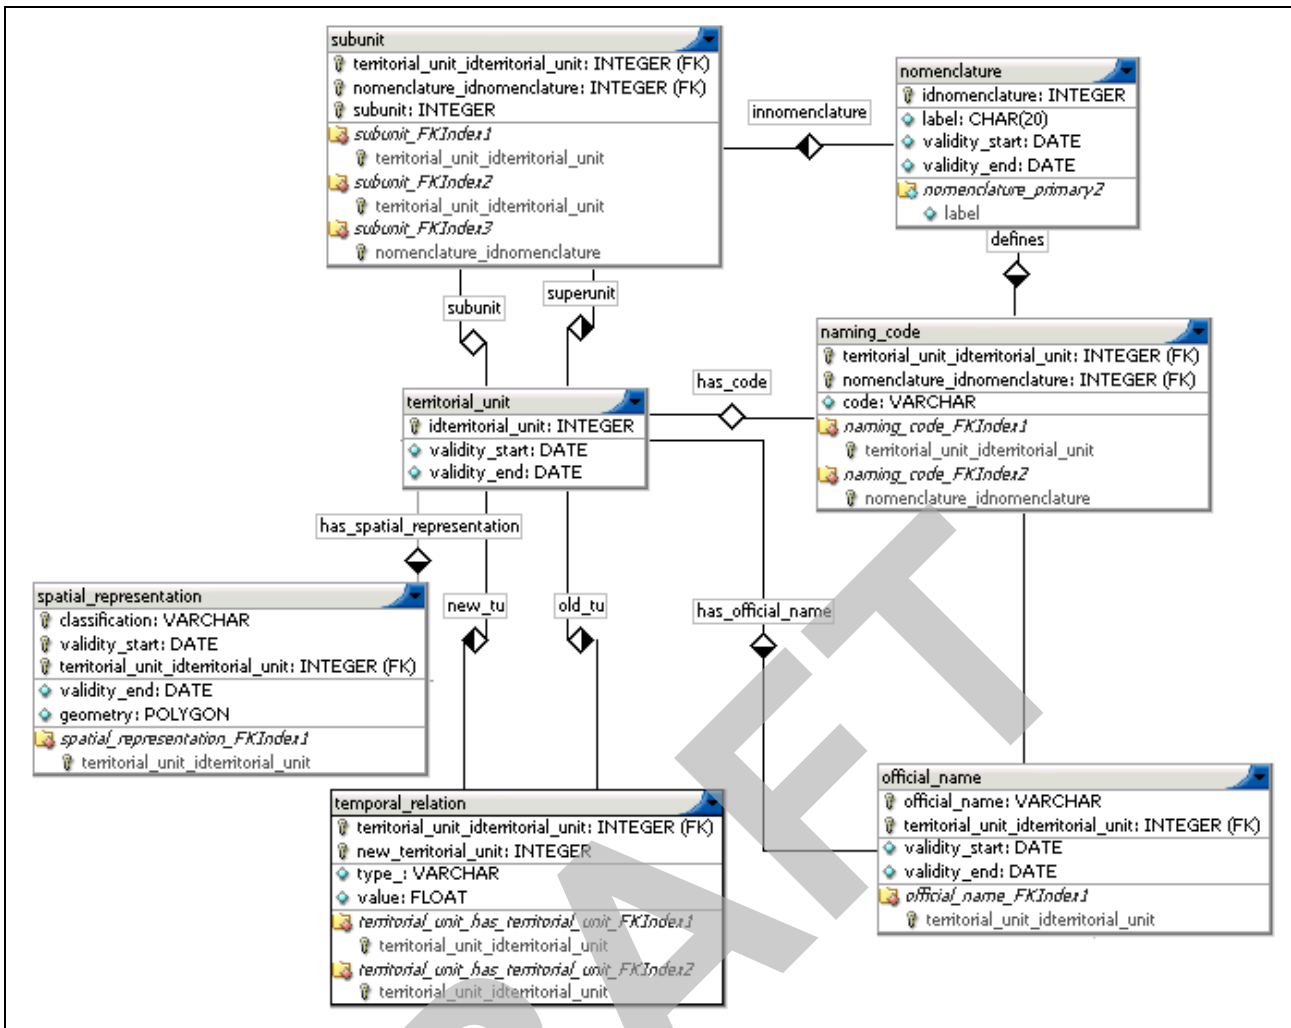 subunit
territorial_unit_idterritorial_unit: INTEGER (FK)
nomenclature_idnomenclature: INTEGER (FK)
subunit: INTEGER
subunit_FKIndex1
territorial_unit_idterritorial_unit
subunit_FKIndex2
territorial_unit_idterritorial_unit
subunit_FKIndex3
nomenclature_idnomenclature
innomenclature
nomenclature
idnomenclature: INTEGER
label: CHAR(20)
validity_start: DATE
validity_end: DATE
nomenclature_primary2
label
defines
subunit
superunit
naming_code
territorial_unit_idterritorial_unit: INTEGER (FK)
nomenclature_idnomenclature: INTEGER (FK)
code: VARCHAR
naming_code_FKIndex1
territorial_unit_idterritorial_unit
naming_code_FKIndex2
nomenclature_idnomenclature
has_code
territorial_unit
idterritorial_unit: INTEGER
validity_start: DATE
validity_end: DATE
has_spatial_representation
spatial_representation
classification: VARCHAR
validity_start: DATE
territorial_unit_idterritorial_unit: INTEGER (FK)
validity_end: DATE
geometry: POLYGON
spatial_representation_FKIndex1
territorial_unit_idterritorial_unit
new_tu
old_tu
has_official_name
temporal_relation
territorial_unit_idterritorial_unit: INTEGER (FK)
new_territorial_unit: INTEGER
type_: VARCHAR
value: FLOAT
territorial_unit_has_territorial_unit_FKIndex1
territorial_unit_idterritorial_unit
territorial_unit_has_territorial_unit_FKIndex2
territorial_unit_idterritorial_unit
official_name
official_name: VARCHAR
territorial_unit_idterritorial_unit: INTEGER (FK)
validity_start: DATE
validity_end: DATE
official_name_FKIndex1
territorial_unit_idterritorial_unit